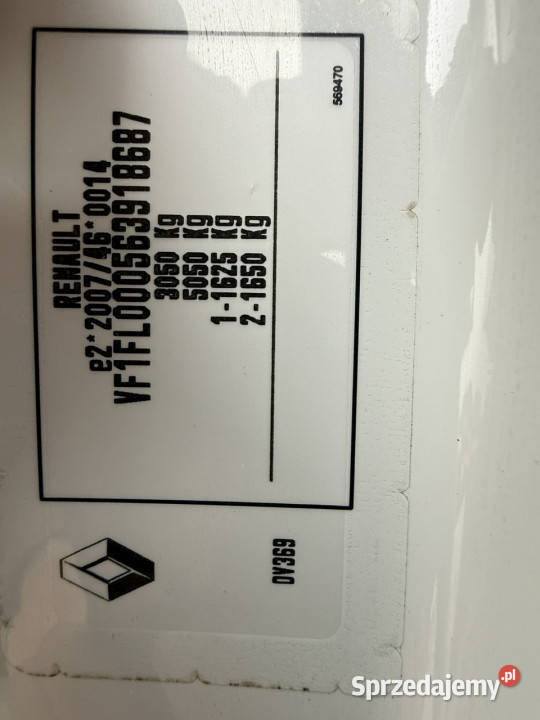 RENAULT
e2*2007/46*0014
VF1FL000563918687
3050 Kg
5050 Kg
1-1625 Kg
2-1650 Kg
569470
DV369
Sprzedajemy.pl